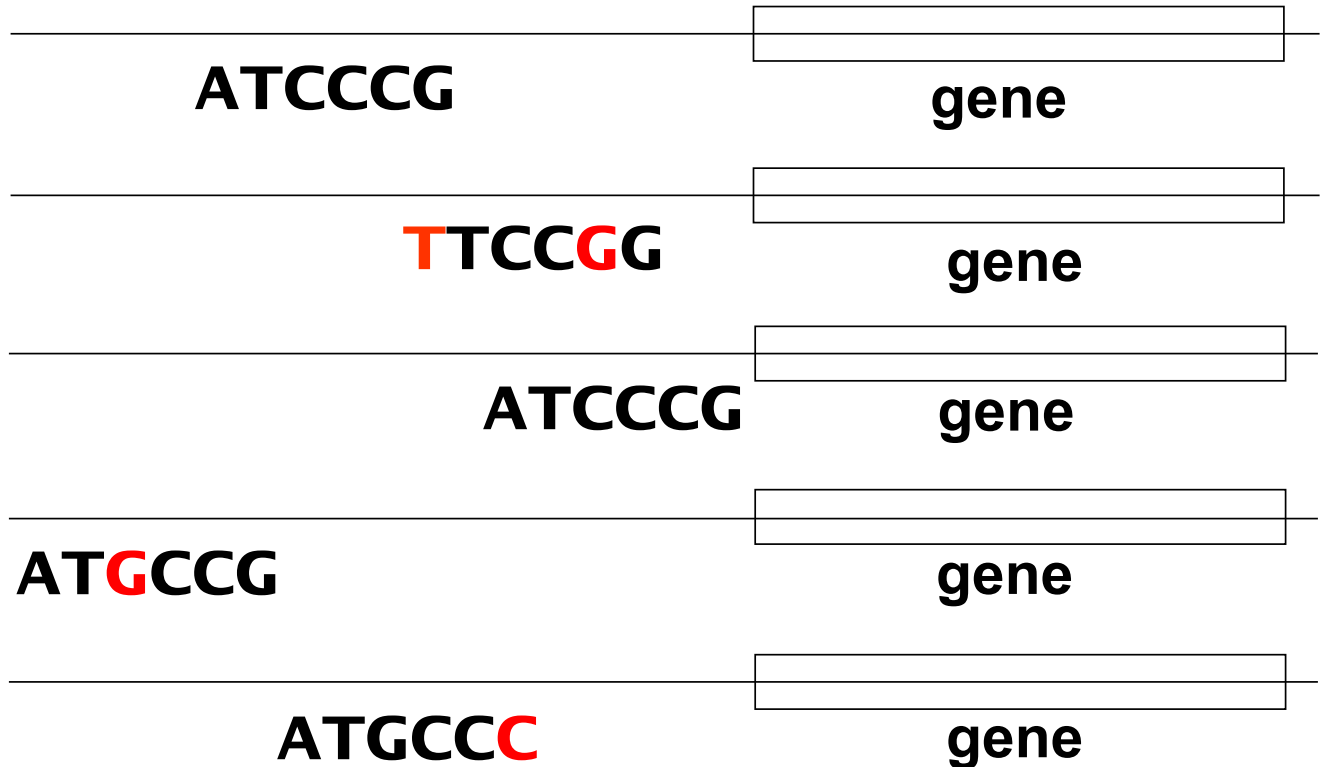 ATCCCG
gene
TTCCGG
gene
ATCCCG
gene
ATGCCG
gene
ATGCCC
gene